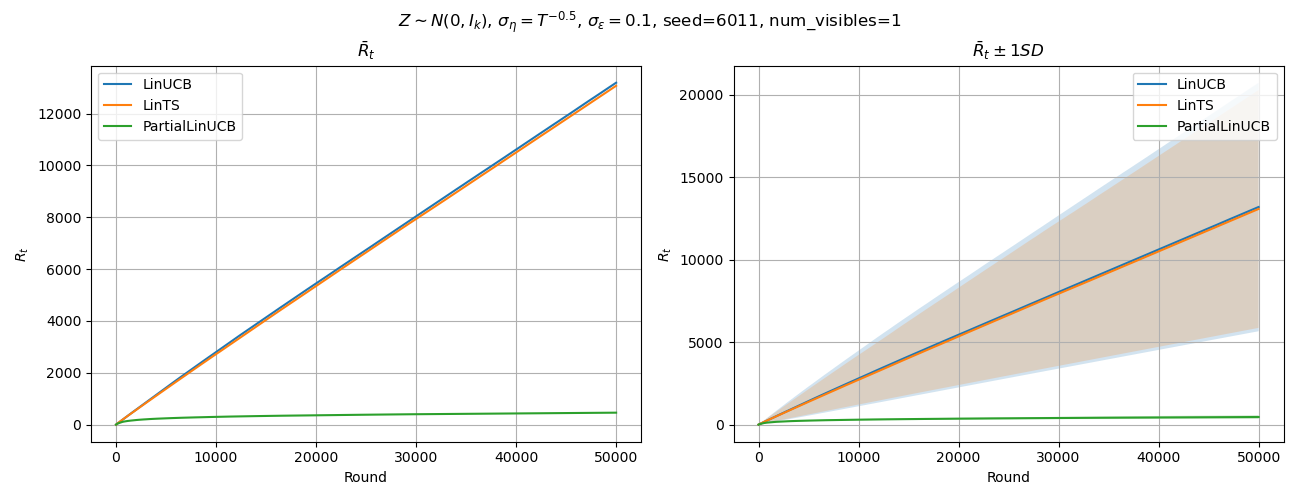 Z ∼ N(0, I_k), σ_η = T^{−0.5}, σ_ε = 0.1, seed=6011, num_visibles=1
R̄_t
LinUCB
LinTS
PartialLinUCB
12000
10000
8000
6000
4000
2000
0
R_t
0
10000
20000
30000
40000
50000
Round
R̄_t ± 1SD
LinUCB
LinTS
PartialLinUCB
20000
15000
10000
5000
0
R_t
0
10000
20000
30000
40000
50000
Round